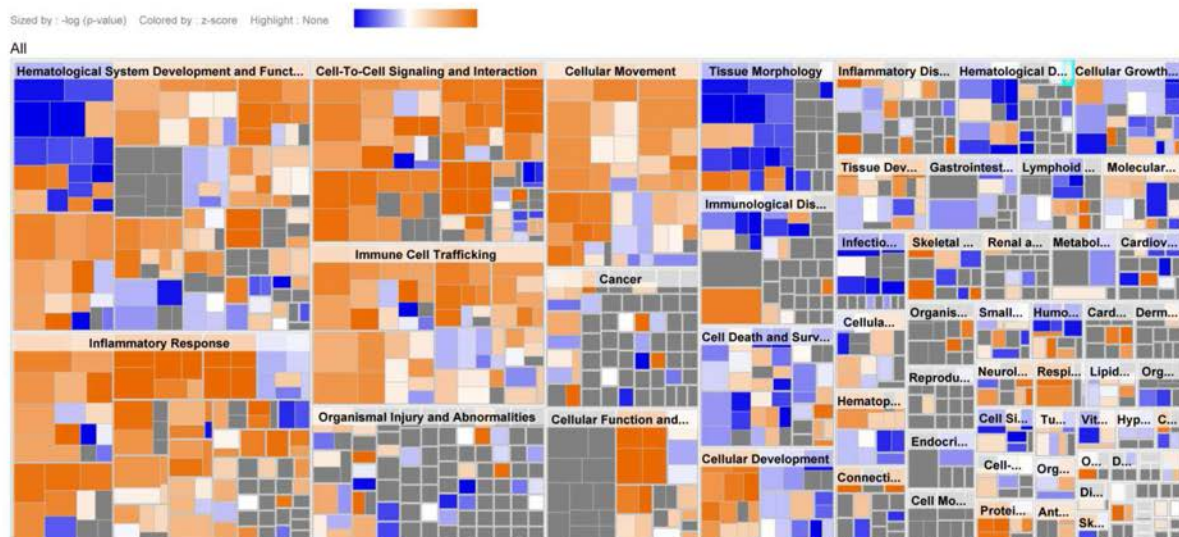 Sized by : -log (p-value) Colored by : z-score Highlight : None
All
Hematological System Development and Funct...
Cell-To-Cell Signaling and Interaction
Cellular Movement
Tissue Morphology
Inflammatory Dis...
Hematological D...
Cellular Growth...
Tissue Dev...
Gastrointest...
Lymphoid ...
Molecular...
Immunological Dis...
Infectio...
Skeletal ...
Renal a...
Metabol...
Cardiov...
Immune Cell Trafficking
Cancer
Organis...
Small...
Humo...
Card...
Derm...
Cellula...
Inflammatory Response
Cell Death and Surv...
Reprodu...
Neurol...
Respi...
Lipid...
Org...
Hematop...
Organismal Injury and Abnormalities
Cellular Function and...
Cell Si...
Tu...
Vit...
Hyp...
C...
Endocri...
Cellular Development
Cell-...
Org...
O...
D...
Connecti...
Di...
Cell Mo...
Protei...
Ant...
Sk...